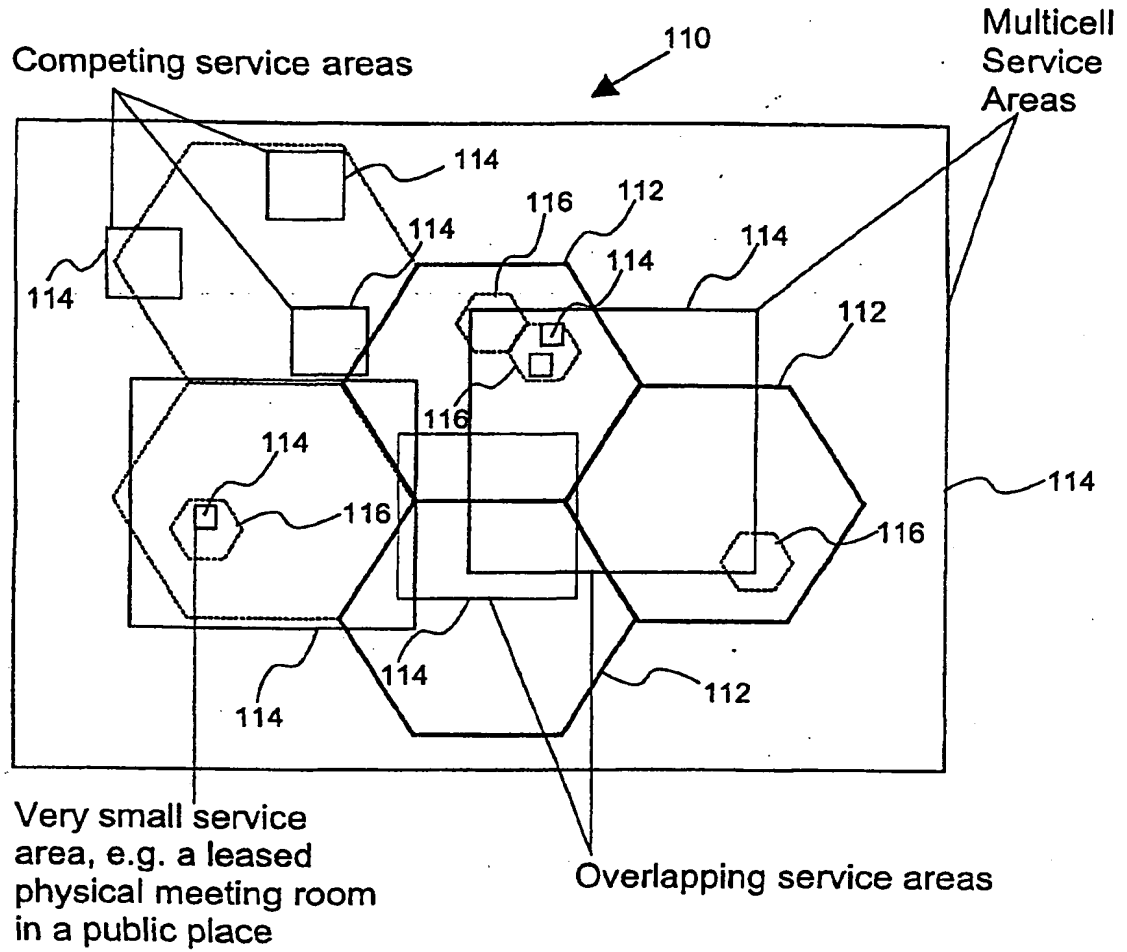 110
Multicell
Service
Areas
Competing service areas
114
116
112
114
114
114
114
112
116
114
116
114
116
114
114
112
Very small service
area, e.g. a leased
physical meeting room
in a public place
Overlapping service areas